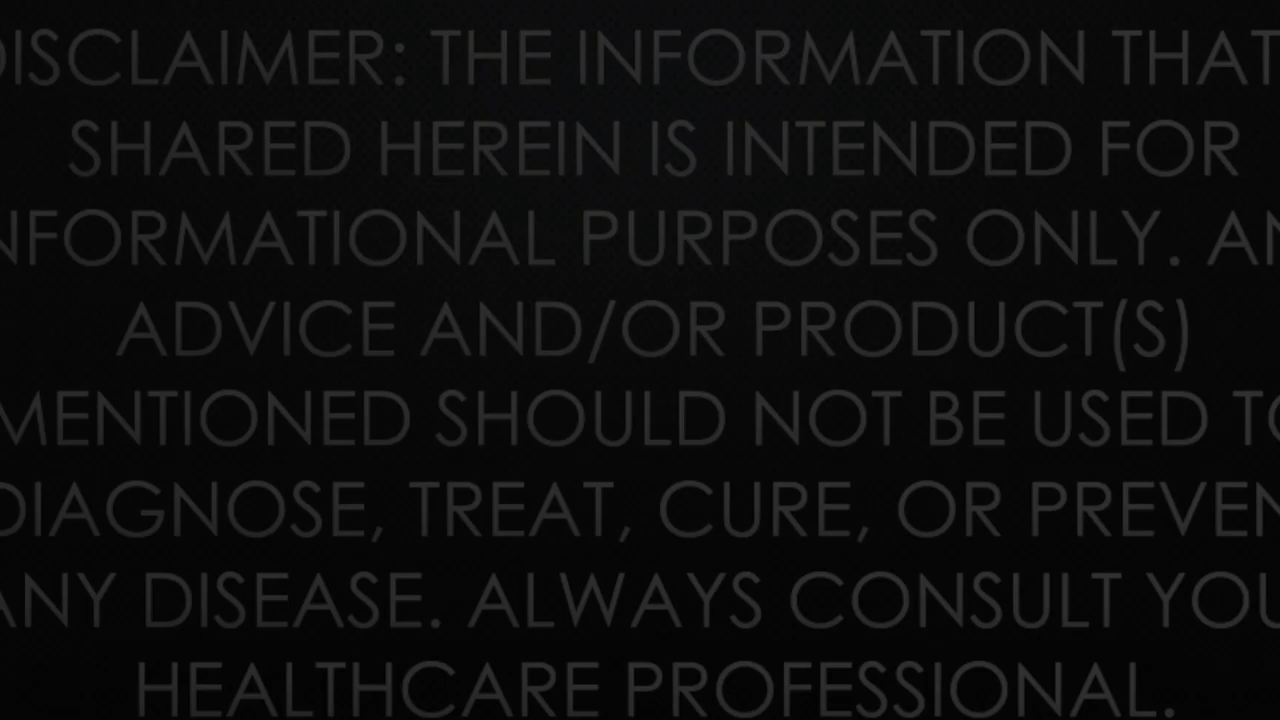 DISCLAIMER: THE INFORMATION THAT
SHARED HEREIN IS INTENDED FOR
NFORMATIONAL PURPOSES ONLY. AN
ADVICE AND/OR PRODUCT(S)
MENTIONED SHOULD NOT BE USED TO
DIAGNOSE, TREAT, CURE, OR PREVEN
ANY DISEASE. ALWAYS CONSULT YOU
HEALTHCARE PROFESSIONAL.